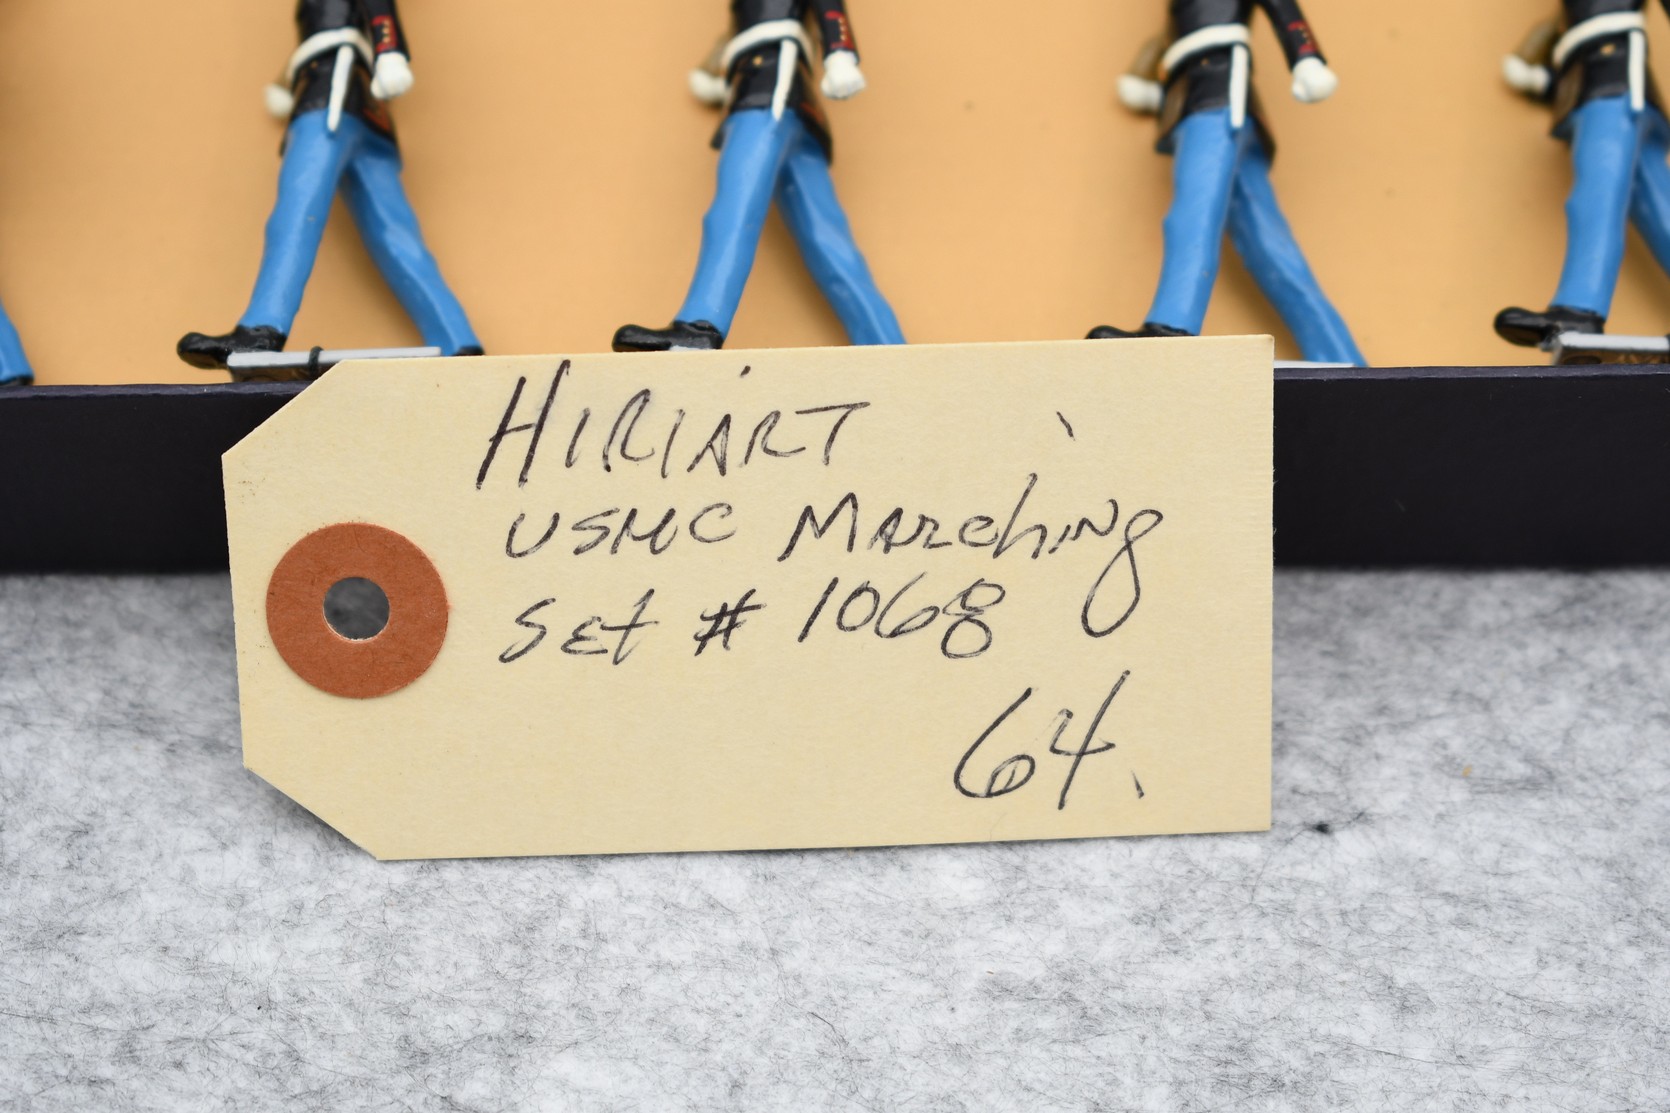 HIRIART
USMC Marching
Set # 1068
64.